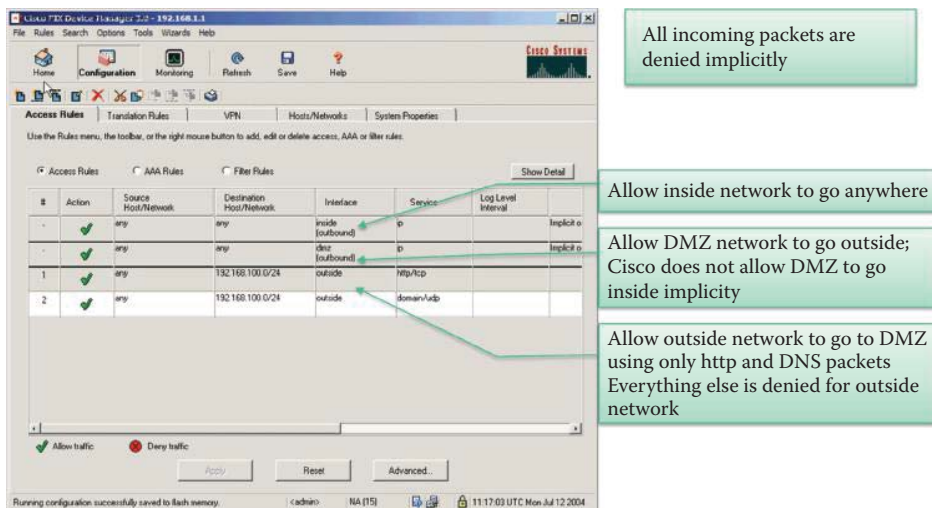 Cisco PIX Device Manager 3.0 - 192.168.1.1
File Rules Search Options Tools Wizards Help
Home Configuration Monitoring Refresh Save Help
CISCO SYSTEMS
Access Rules Translation Rules VPN Hosts/Networks System Properties
Use the Rules menu, the toolbar, or the right mouse button to add, edit or delete access, AAA or filter rules.
Access Rules AAA Rules Filter Rules Show Detail
# Action Source Host/Network Destination Host/Network Interface Service Log Level Interval
- any any inside (outbound) ip Implicit o
- any any dmz (outbound) ip Implicit o
1 any 192.168.100.0/24 outside http/tcp
2 any 192.168.100.0/24 outside domain/udp
Allow traffic Deny traffic
Apply Reset Advanced...
Running configuration successfully saved to flash memory. <admin> NA (15) 11:17:03 UTC Mon Jul 12 2004
All incoming packets are
denied implicitly
Allow inside network to go anywhere
Allow DMZ network to go outside;
Cisco does not allow DMZ to go
inside implicity
Allow outside network to go to DMZ
using only http and DNS packets
Everything else is denied for outside
network